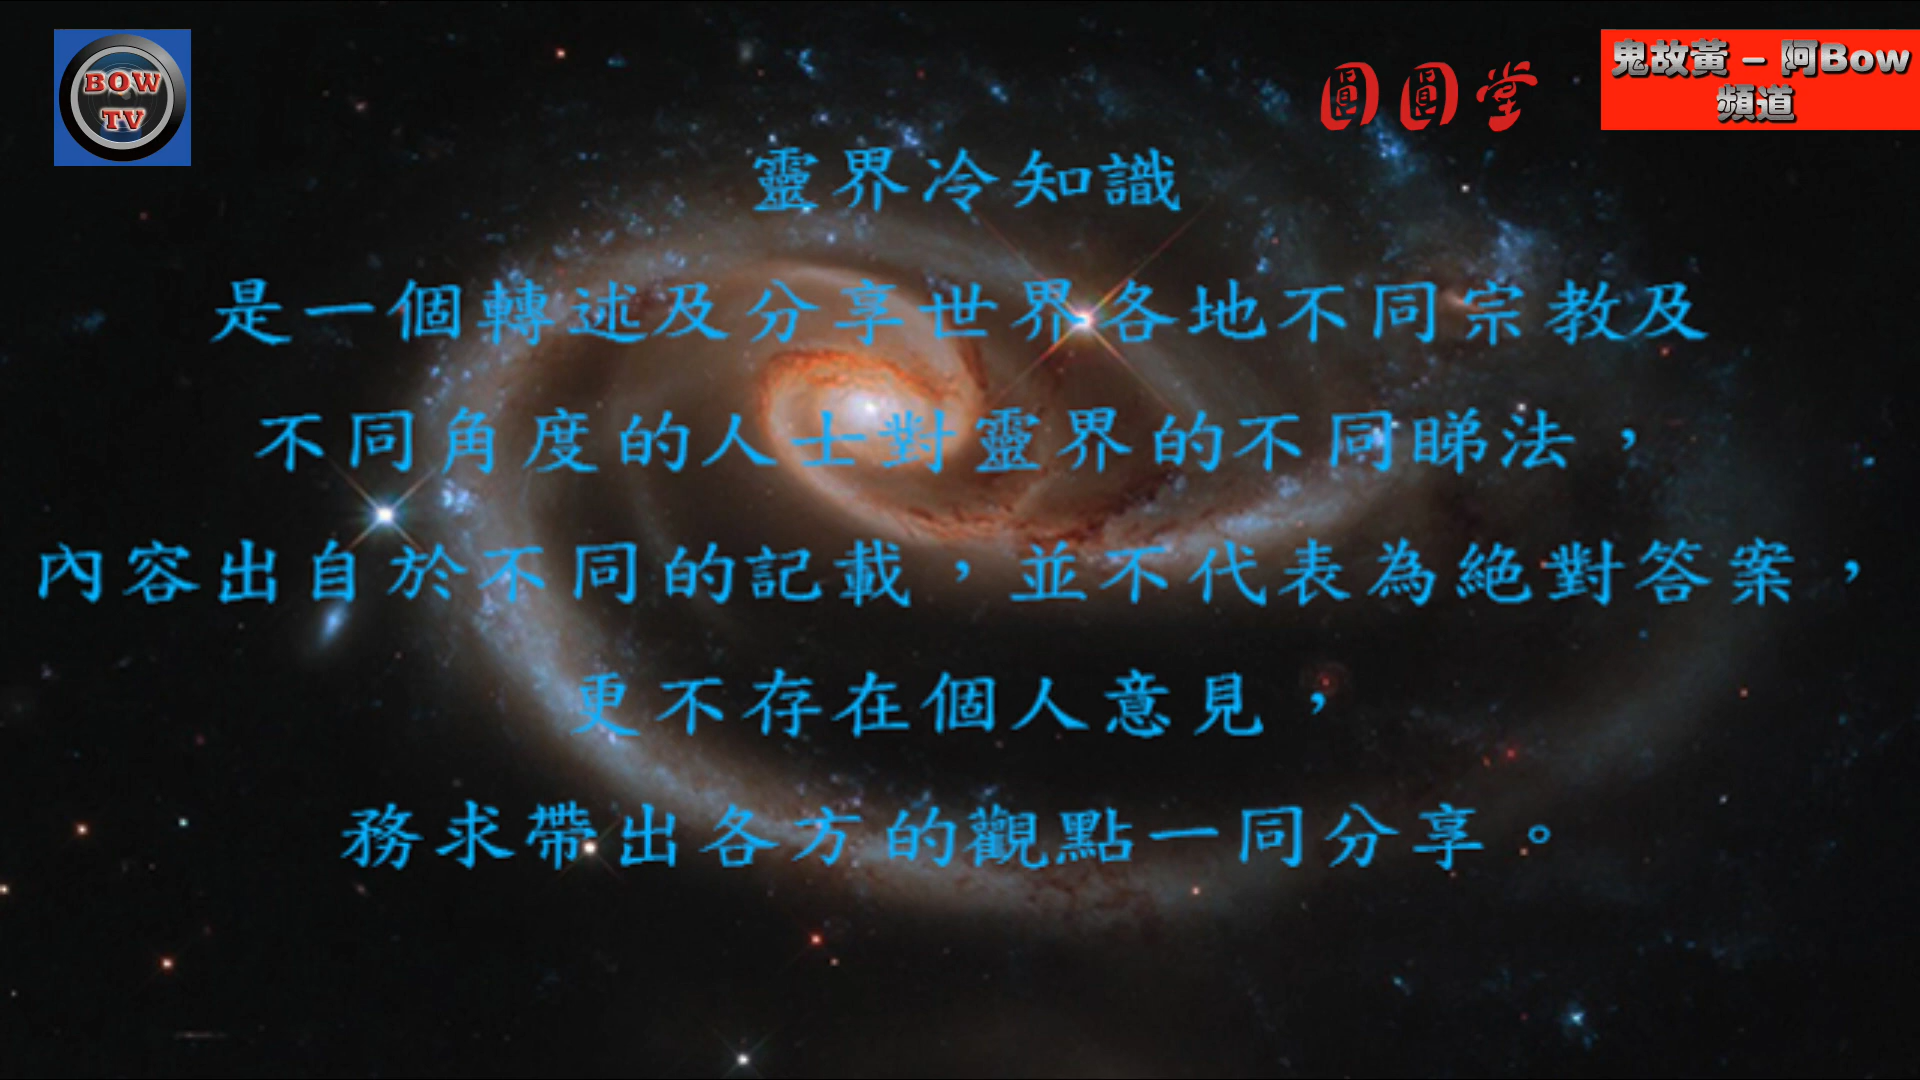 BOW
TV
圓圓堂
鬼故黃 – 阿Bow
頻道
靈界冷知識
是一個轉述及分享世界各地不同宗教及
不同角度的人士對靈界的不同睇法，
內容出自於不同的記載，並不代表為絕對答案，
更不存在個人意見，
務求帶出各方的觀點一同分享。